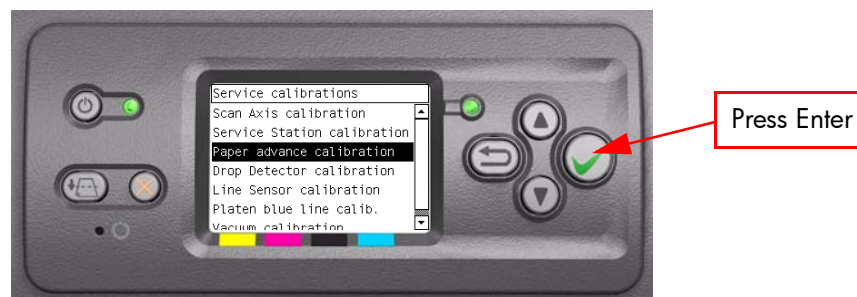 Service calibrations
Scan Axis calibration
Service Station calibration
Paper advance calibration
Drop Detector calibration
Line Sensor calibration
Platen blue line calib.
Vacuum calibration
Press Enter